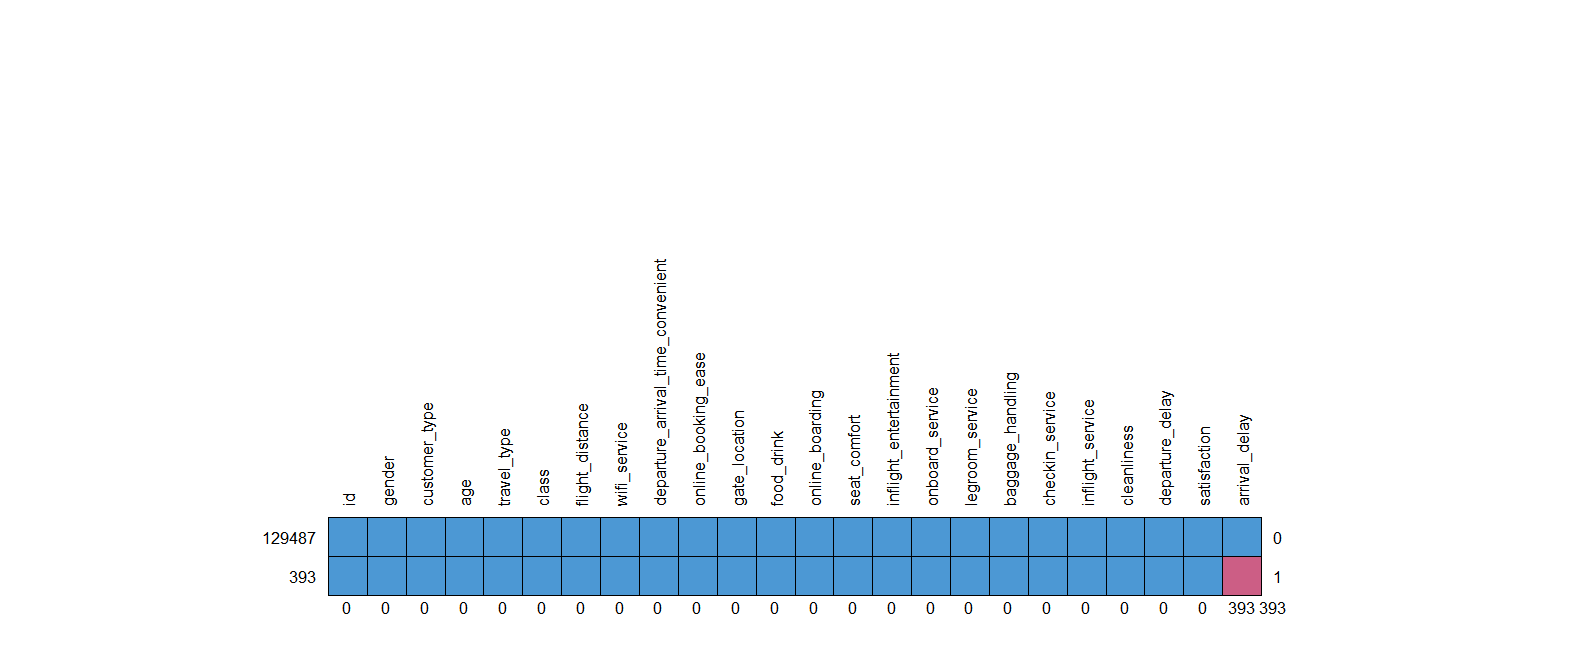 id
gender
customer_type
age
travel_type
class
flight_distance
wifi_service
departure_arrival_time_convenient
online_booking_ease
gate_location
food_drink
online_boarding
seat_comfort
inflight_entertainment
onboard_service
legroom_service
baggage_handling
checkin_service
inflight_service
cleanliness
departure_delay
satisfaction
arrival_delay
129487 0
393 1
0 0 0 0 0 0 0 0 0 0 0 0 0 0 0 0 0 0 0 0 0 0 0 393 393